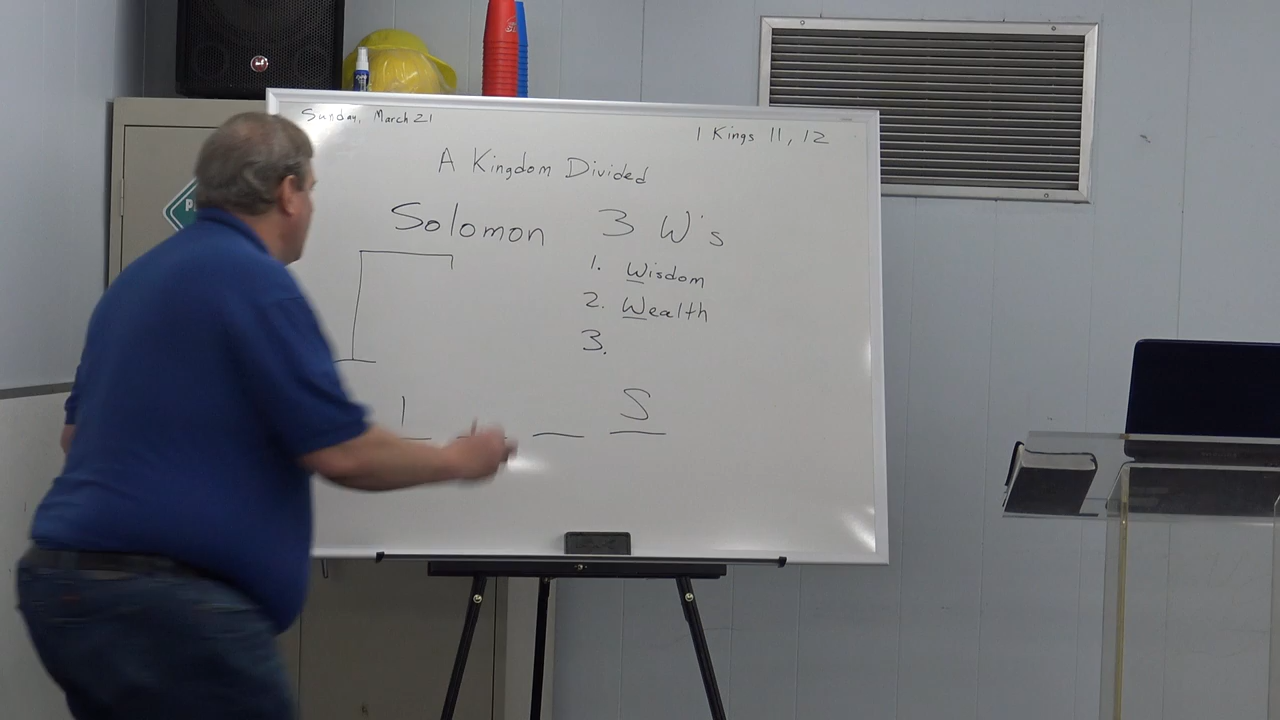 Sunday, March 21
1 Kings 11, 12
A Kingdom Divided
Solomon
3 W's
1. Wisdom
2. Wealth
3.
I _ _ S